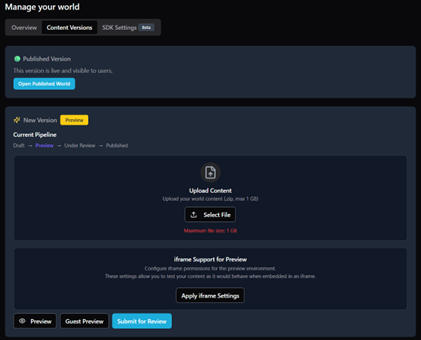 Manage your world
Overview Content Versions SDK Settings Beta
Published Version
This version is live and visible to users.
Open Published World
New Version Preview
Current Pipeline
Draft → Preview → Under Review → Published
Upload Content
Upload your world content (.zip, max 1 GB)
Select File
Maximum file size: 1 GB
iframe Support for Preview
Configure iframe permissions for the preview environment.
These settings allow you to test your content as it would behave when embedded in an iframe.
Apply iframe Settings
Preview Guest Preview Submit for Review